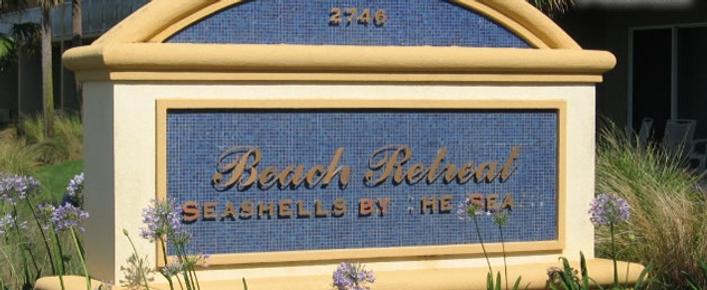 2746
Beach Retreat
SEASHELLS BY HE SEA